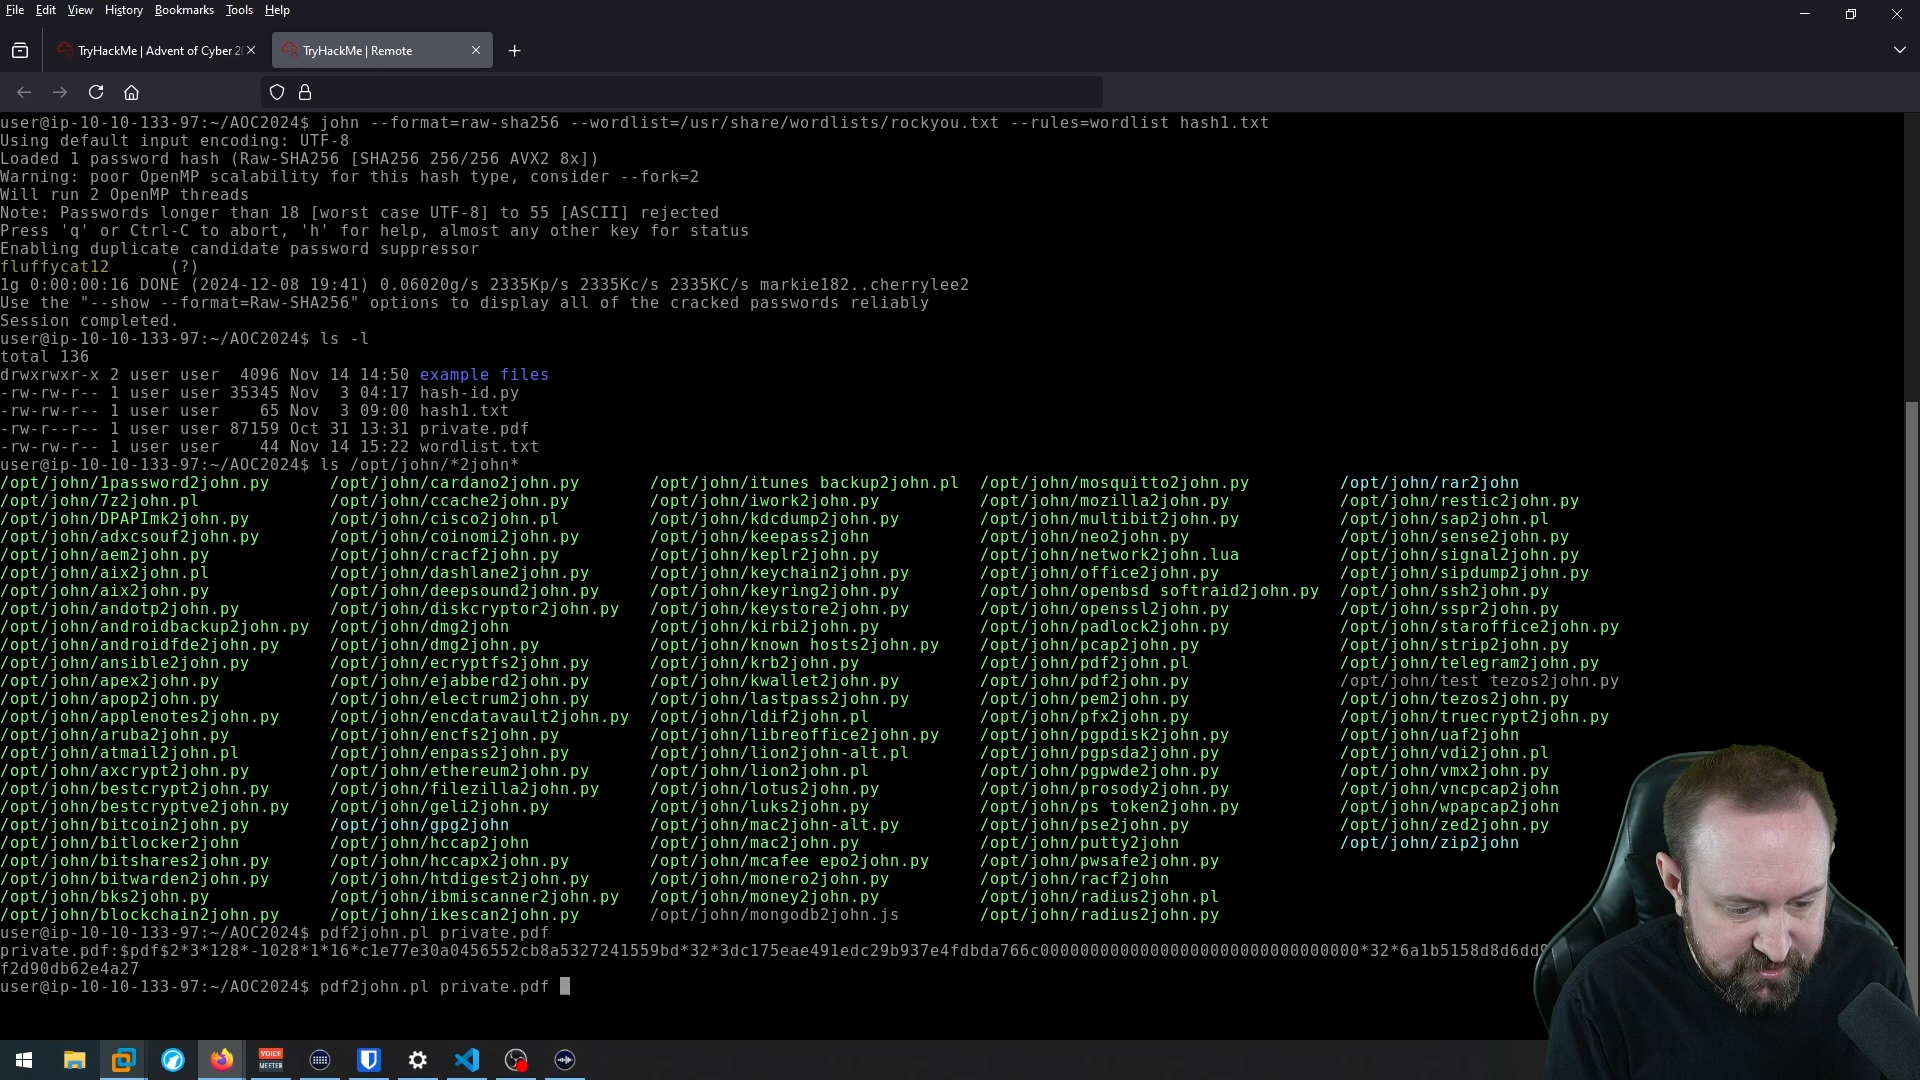 File Edit View History Bookmarks Tools Help
TryHackMe | Advent of Cyber 2
TryHackMe | Remote
user@ip-10-10-133-97:~/AOC2024$ john --format=raw-sha256 --wordlist=/usr/share/wordlists/rockyou.txt --rules=wordlist hash1.txt
Using default input encoding: UTF-8
Loaded 1 password hash (Raw-SHA256 [SHA256 256/256 AVX2 8x])
Warning: poor OpenMP scalability for this hash type, consider --fork=2
Will run 2 OpenMP threads
Note: Passwords longer than 18 [worst case UTF-8] to 55 [ASCII] rejected
Press 'q' or Ctrl-C to abort, 'h' for help, almost any other key for status
Enabling duplicate candidate password suppressor
fluffycat12 (?)
1g 0:00:00:16 DONE (2024-12-08 19:41) 0.06020g/s 2335Kp/s 2335Kc/s 2335KC/s markie182..cherrylee2
Use the "--show --format=Raw-SHA256" options to display all of the cracked passwords reliably
Session completed.
user@ip-10-10-133-97:~/AOC2024$ ls -l
total 136
drwxrwxr-x 2 user user 4096 Nov 14 14:50 example files
-rw-rw-r-- 1 user user 35345 Nov 3 04:17 hash-id.py
-rw-rw-r-- 1 user user 65 Nov 3 09:00 hash1.txt
-rw-r--r-- 1 user user 87159 Oct 31 13:31 private.pdf
-rw-rw-r-- 1 user user 44 Nov 14 15:22 wordlist.txt
user@ip-10-10-133-97:~/AOC2024$ ls /opt/john/*2john*
/opt/john/1password2john.py /opt/john/cardano2john.py /opt/john/itunes backup2john.pl /opt/john/mosquitto2john.py /opt/john/rar2john
/opt/john/7z2john.pl /opt/john/ccache2john.py /opt/john/iwork2john.py /opt/john/mozilla2john.py /opt/john/restic2john.py
/opt/john/DPAPImk2john.py /opt/john/cisco2john.pl /opt/john/kdcdump2john.py /opt/john/multibit2john.py /opt/john/sap2john.pl
/opt/john/adxcsouf2john.py /opt/john/coinomi2john.py /opt/john/keepass2john /opt/john/neo2john.py /opt/john/sense2john.py
/opt/john/aem2john.py /opt/john/cracf2john.py /opt/john/keplr2john.py /opt/john/network2john.lua /opt/john/signal2john.py
/opt/john/aix2john.pl /opt/john/dashlane2john.py /opt/john/keychain2john.py /opt/john/office2john.py /opt/john/sipdump2john.py
/opt/john/aix2john.py /opt/john/deepsound2john.py /opt/john/keyring2john.py /opt/john/openbsd softraid2john.py /opt/john/ssh2john.py
/opt/john/andotp2john.py /opt/john/diskcryptor2john.py /opt/john/keystore2john.py /opt/john/openssl2john.py /opt/john/sspr2john.py
/opt/john/androidbackup2john.py /opt/john/dmg2john /opt/john/kirbi2john.py /opt/john/padlock2john.py /opt/john/staroffice2john.py
/opt/john/androidfde2john.py /opt/john/dmg2john.py /opt/john/known hosts2john.py /opt/john/pcap2john.py /opt/john/strip2john.py
/opt/john/ansible2john.py /opt/john/ecryptfs2john.py /opt/john/krb2john.py /opt/john/pdf2john.pl /opt/john/telegram2john.py
/opt/john/apex2john.py /opt/john/ejabberd2john.py /opt/john/kwallet2john.py /opt/john/pdf2john.py /opt/john/test tezos2john.py
/opt/john/apop2john.py /opt/john/electrum2john.py /opt/john/lastpass2john.py /opt/john/pem2john.py /opt/john/tezos2john.py
/opt/john/applenotes2john.py /opt/john/encdatavault2john.py /opt/john/ldif2john.pl /opt/john/pfx2john.py /opt/john/truecrypt2john.py
/opt/john/aruba2john.py /opt/john/encfs2john.py /opt/john/libreoffice2john.py /opt/john/pgpdisk2john.py /opt/john/uaf2john
/opt/john/atmail2john.pl /opt/john/enpass2john.py /opt/john/lion2john-alt.pl /opt/john/pgpsda2john.py /opt/john/vdi2john.pl
/opt/john/axcrypt2john.py /opt/john/ethereum2john.py /opt/john/lion2john.pl /opt/john/pgpwde2john.py /opt/john/vmx2john.py
/opt/john/bestcrypt2john.py /opt/john/filezilla2john.py /opt/john/lotus2john.py /opt/john/prosody2john.py /opt/john/vncpcap2john
/opt/john/bestcryptve2john.py /opt/john/geli2john.py /opt/john/luks2john.py /opt/john/ps token2john.py /opt/john/wpapcap2john
/opt/john/bitcoin2john.py /opt/john/gpg2john /opt/john/mac2john-alt.py /opt/john/pse2john.py /opt/john/zed2john.py
/opt/john/bitlocker2john /opt/john/hccap2john /opt/john/mac2john.py /opt/john/putty2john /opt/john/zip2john
/opt/john/bitshares2john.py /opt/john/hccapx2john.py /opt/john/mcafee epo2john.py /opt/john/pwsafe2john.py
/opt/john/bitwarden2john.py /opt/john/htdigest2john.py /opt/john/monero2john.py /opt/john/racf2john
/opt/john/bks2john.py /opt/john/ibmiscanner2john.py /opt/john/money2john.py /opt/john/radius2john.pl
/opt/john/blockchain2john.py /opt/john/ikescan2john.py /opt/john/mongodb2john.js /opt/john/radius2john.py
user@ip-10-10-133-97:~/AOC2024$ pdf2john.pl private.pdf
private.pdf:$pdf$2*3*128*-1028*1*16*c1e77e30a0456552cb8a5327241559bd*32*3dc175eae491edc29b937e4fdbda766c00000000000000000000000000000000*32*6a1b5158d8d6dd9
f2d90db62e4a27
user@ip-10-10-133-97:~/AOC2024$ pdf2john.pl private.pdf
VOICE
MEETER